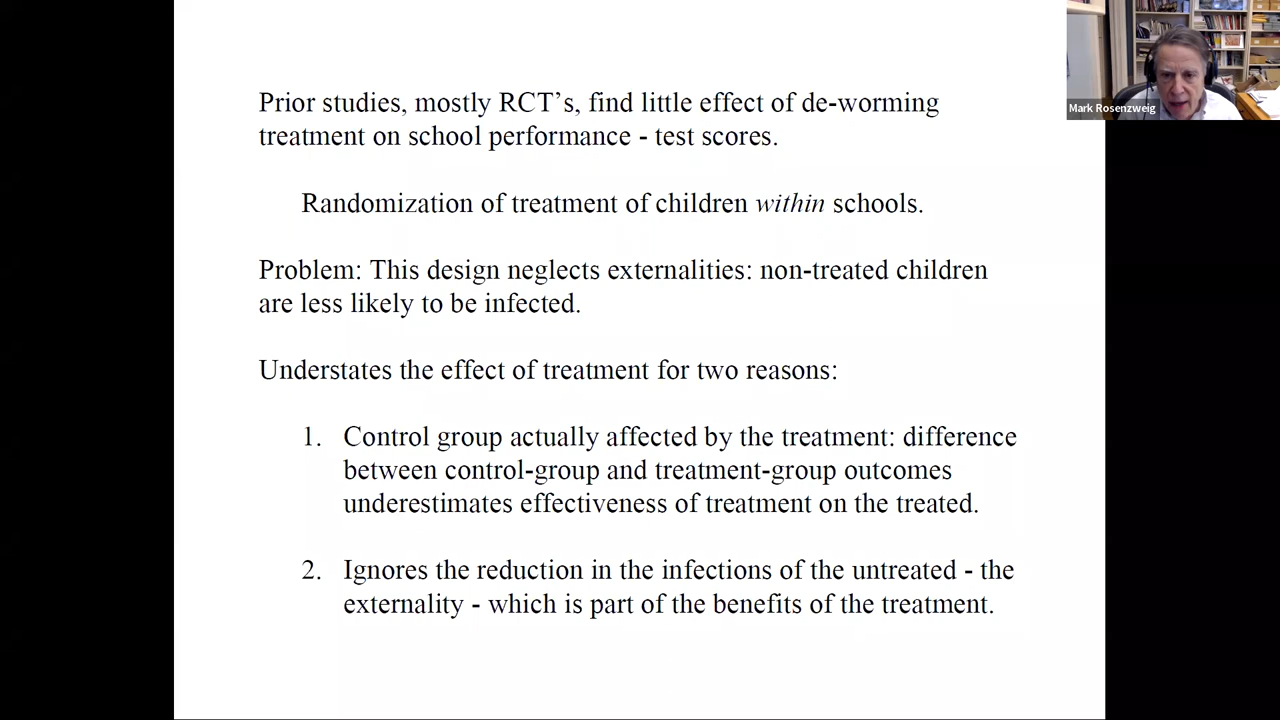 Prior studies, mostly RCT's, find little effect of de-worming
treatment on school performance - test scores.
Randomization of treatment of children within schools.
Problem: This design neglects externalities: non-treated children
are less likely to be infected.
Understates the effect of treatment for two reasons:
1. Control group actually affected by the treatment: difference
between control-group and treatment-group outcomes
underestimates effectiveness of treatment on the treated.
2. Ignores the reduction in the infections of the untreated - the
externality - which is part of the benefits of the treatment.
Mark Rosenzweig